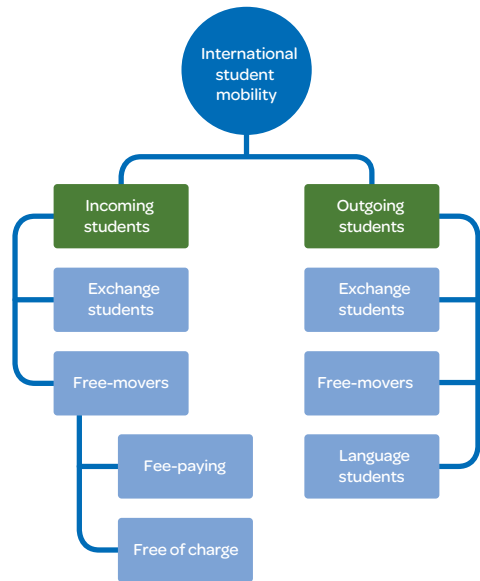 International
student
mobility
Incoming
students
Outgoing
students
Exchange
students
Exchange
students
Free-movers
Free-movers
Fee-paying
Language
students
Free of charge